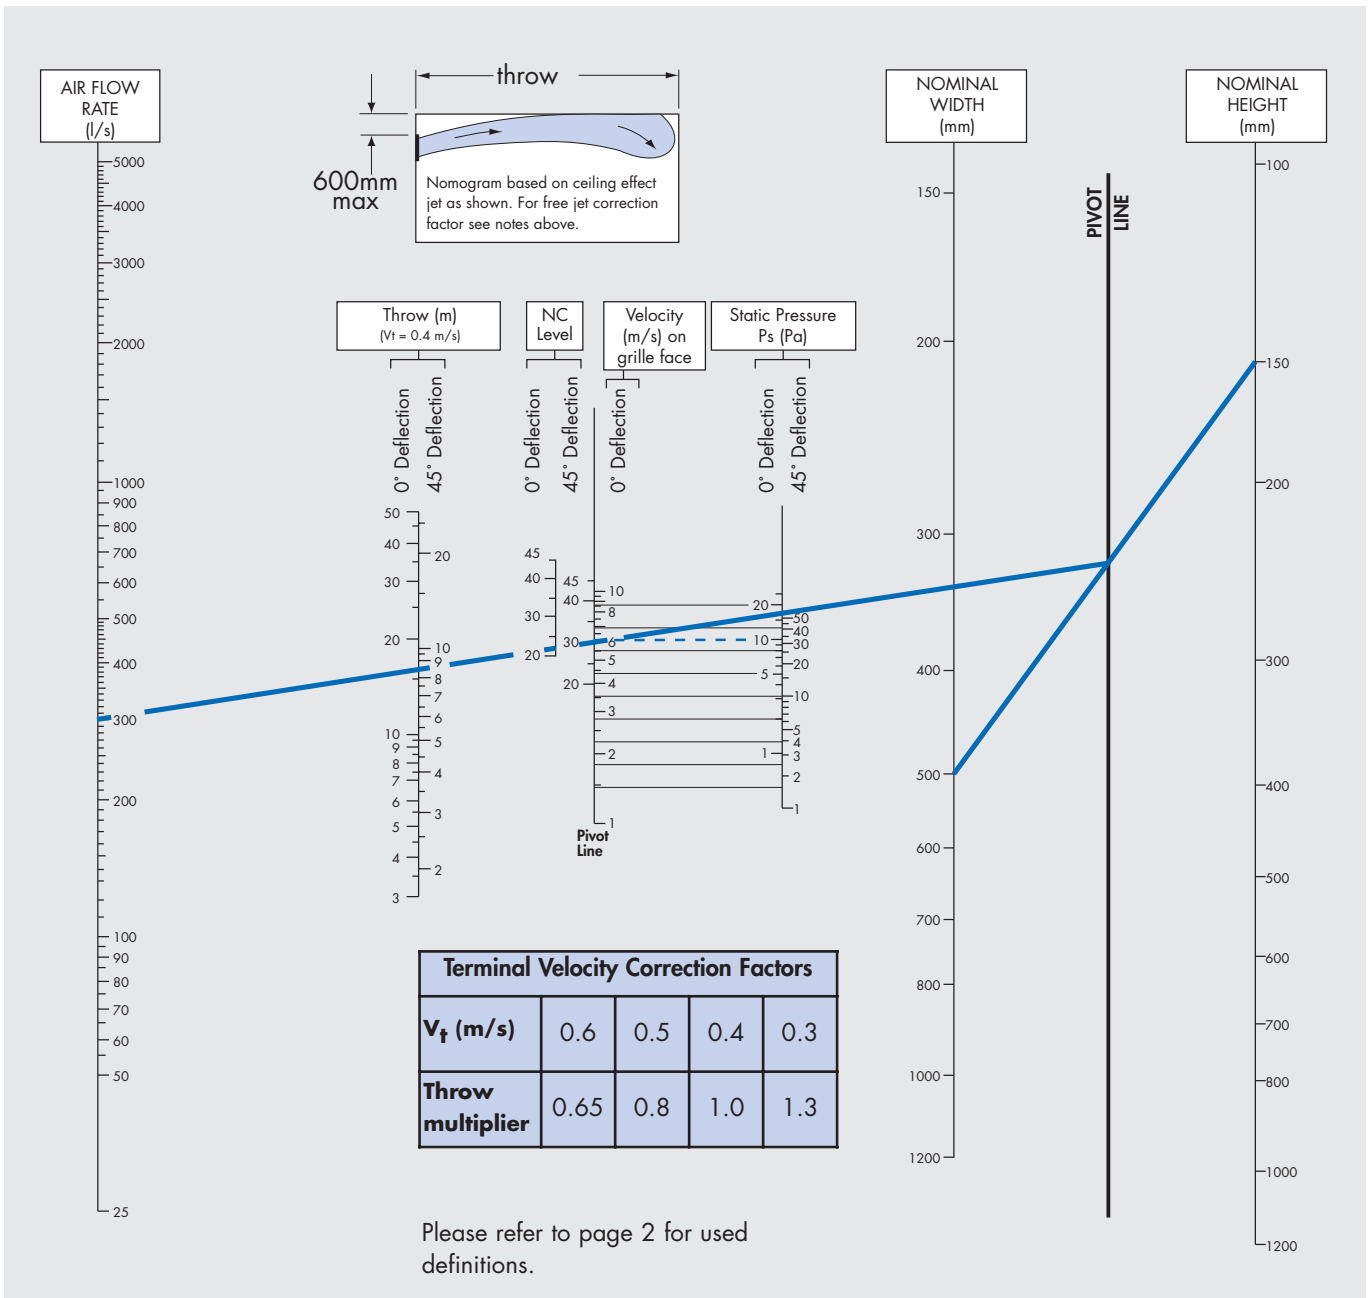 AIR FLOW
RATE
(l/s)
5000
4000
3000
2000
1000
900
800
700
600
500
400
300
200
100
90
80
70
60
50
25
throw
600mm
max
Nomogram based on ceiling effect
jet as shown. For free jet correction
factor see notes above.
Throw (m)
(Vt = 0.4 m/s)
0° Deflection
45° Deflection
50
40
30
20
10
9
8
7
6
5
4
3
20
10
9
8
7
6
5
4
3
2
NC
Level
0° Deflection
45° Deflection
45
40
30
20
45
40
30
20
Velocity
(m/s) on
grille face
0° Deflection
10
8
6
5
4
3
2
1
Pivot
Line
Static Pressure
Ps (Pa)
0° Deflection
45° Deflection
20
10
5
1
50
40
30
20
10
5
4
3
2
1
NOMINAL
WIDTH
(mm)
150
200
300
400
500
600
700
800
1000
1200
PIVOT
LINE
NOMINAL
HEIGHT
(mm)
100
150
200
300
400
500
600
700
800
1000
1200
Terminal Velocity Correction Factors
Vt (m/s) 0.6 0.5 0.4 0.3
Throw
multiplier 0.65 0.8 1.0 1.3
Please refer to page 2 for used
definitions.